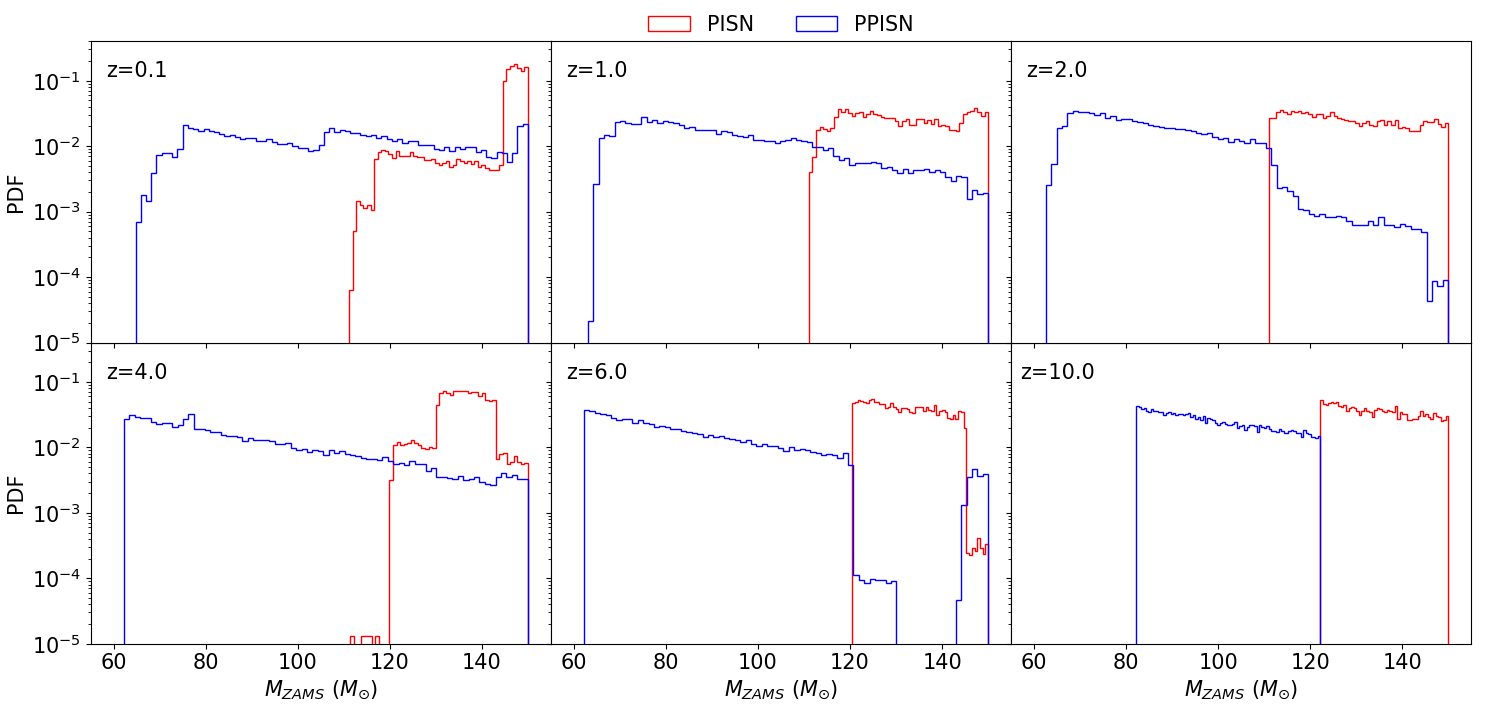 PISN PPISN
z=0.1 z=1.0 z=2.0
PDF
10⁻¹
10⁻²
10⁻³
10⁻⁴
10⁻⁵
z=4.0 z=6.0 z=10.0
PDF
10⁻¹
10⁻²
10⁻³
10⁻⁴
10⁻⁵
60 80 100 120 140 60 80 100 120 140 60 80 100 120 140
M_ZAMS (M_⊙) M_ZAMS (M_⊙) M_ZAMS (M_⊙)